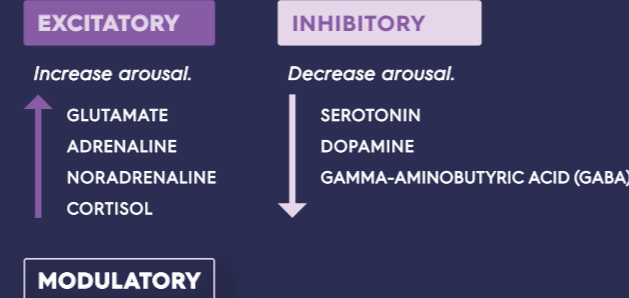 EXCITATORY
Increase arousal.
GLUTAMATE
ADRENALINE
NORADRENALINE
CORTISOL
INHIBITORY
Decrease arousal.
SEROTONIN
DOPAMINE
GAMMA-AMINOBUTYRIC ACID (GABA)
MODULATORY